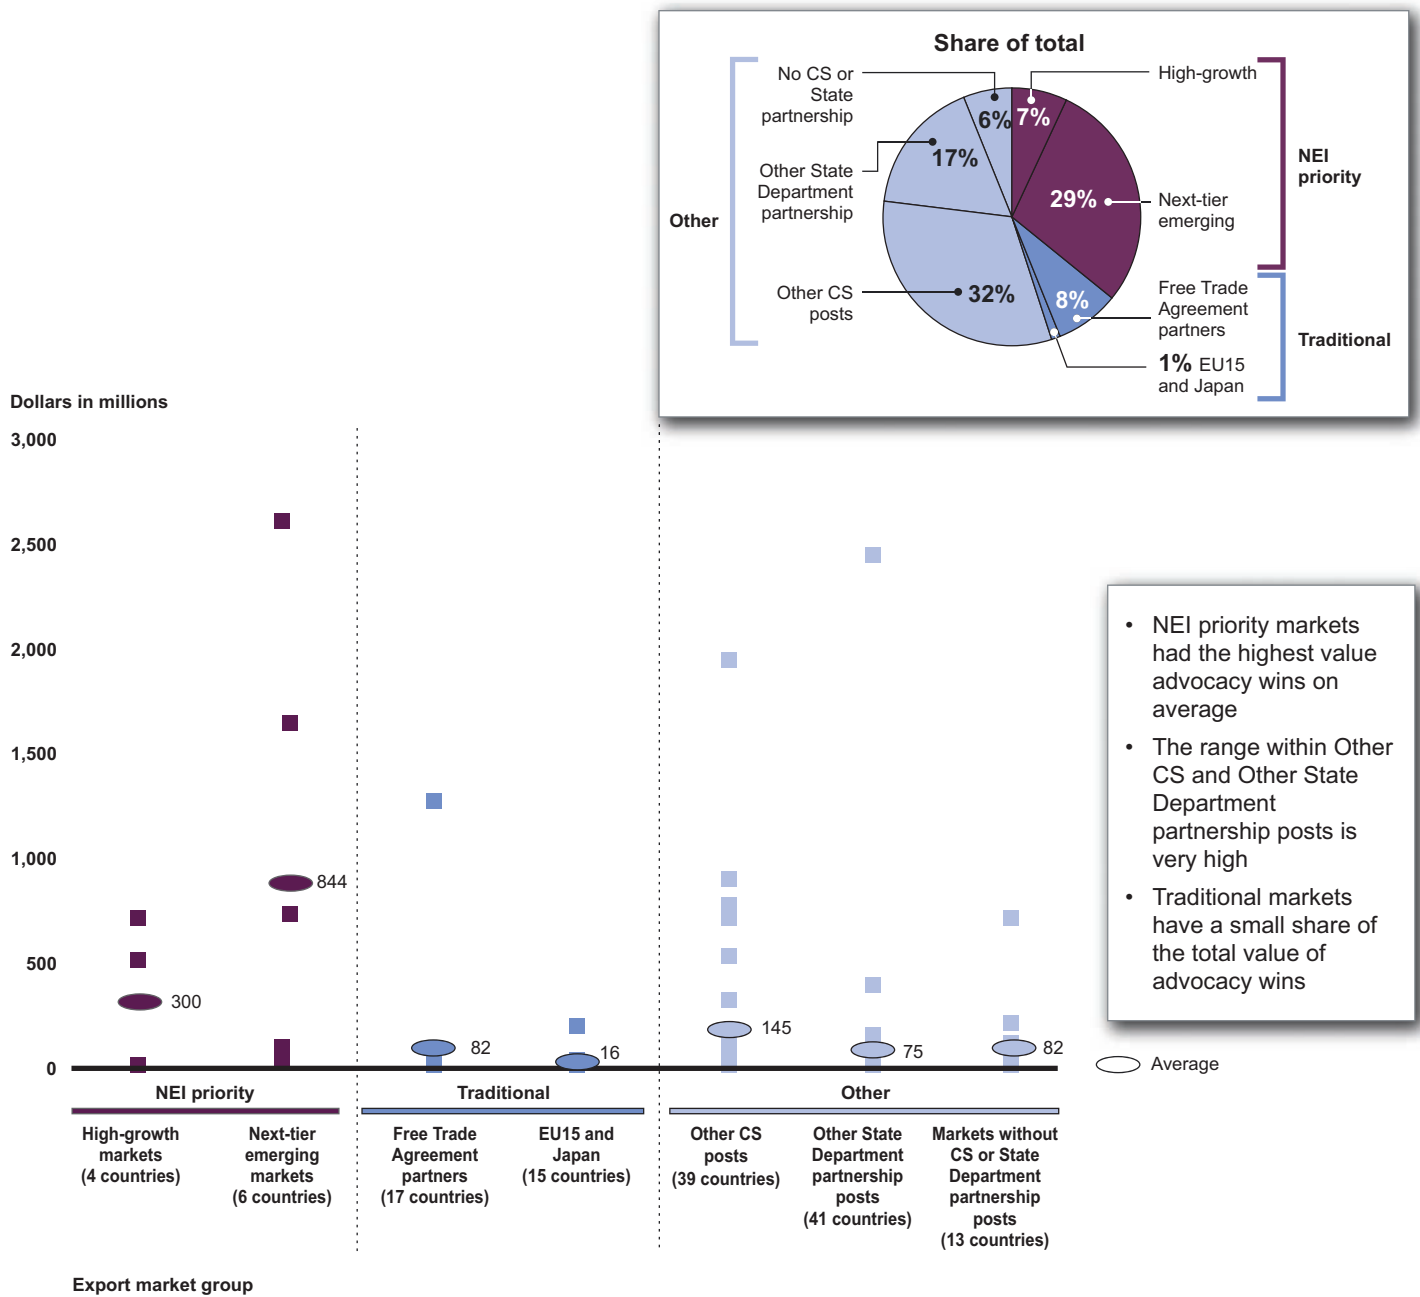 Share of total
No CS or
State
partnership
Other State
Department
partnership
Other
Other CS
posts
6%
7%
17%
29%
32%
8%
High-growth
NEI
priority
Next-tier
emerging
Free Trade
Agreement
partners
Traditional
1% EU15
and Japan
Dollars in millions
3,000
2,500
2,000
1,500
1,000
500
0
844
300
82
16
145
75
82
• NEI priority markets
had the highest value
advocacy wins on
average
• The range within Other
CS and Other State
Department
partnership posts is
very high
• Traditional markets
have a small share of
the total value of
advocacy wins
Average
NEI priority
Traditional
Other
High-growth
markets
(4 countries)
Next-tier
emerging
markets
(6 countries)
Free Trade
Agreement
partners
(17 countries)
EU15 and
Japan
(15 countries)
Other CS
posts
(39 countries)
Other State
Department
partnership
posts
(41 countries)
Markets without
CS or State
Department
partnership
posts
(13 countries)
Export market group